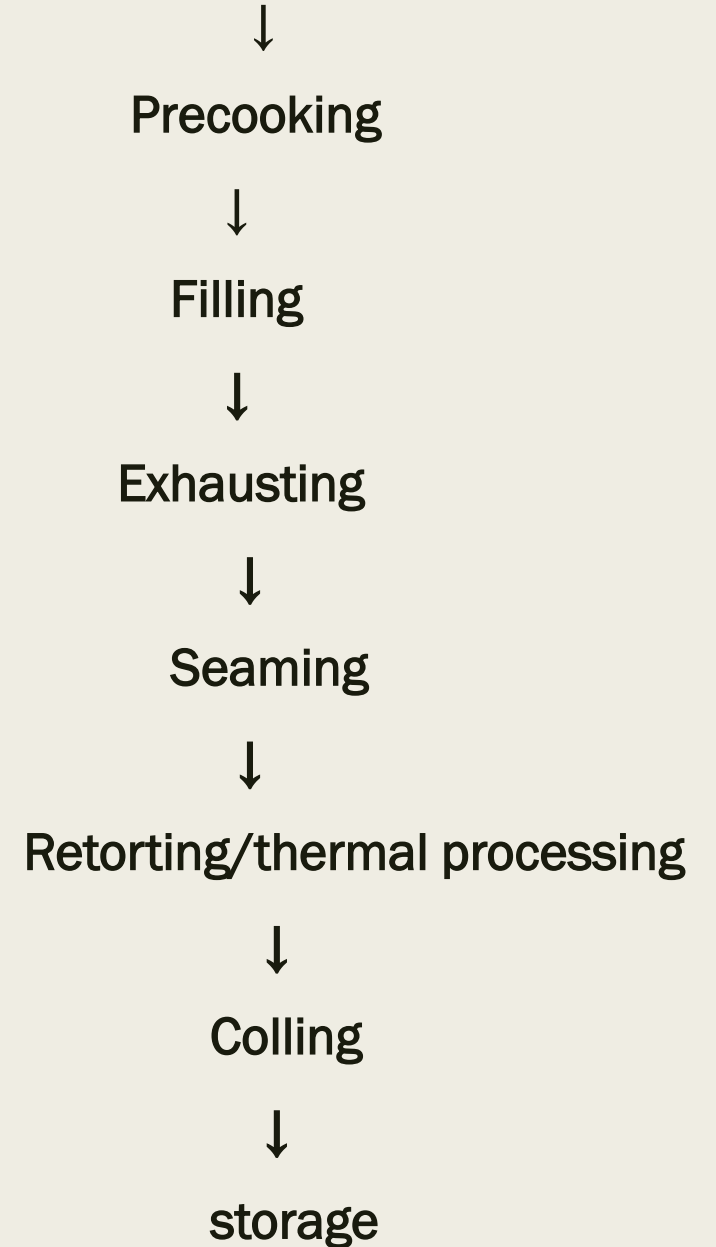 ↓
Precooking
↓
Filling
↓
Exhausting
↓
Seaming
↓
Retorting/thermal processing
↓
Colling
↓
storage